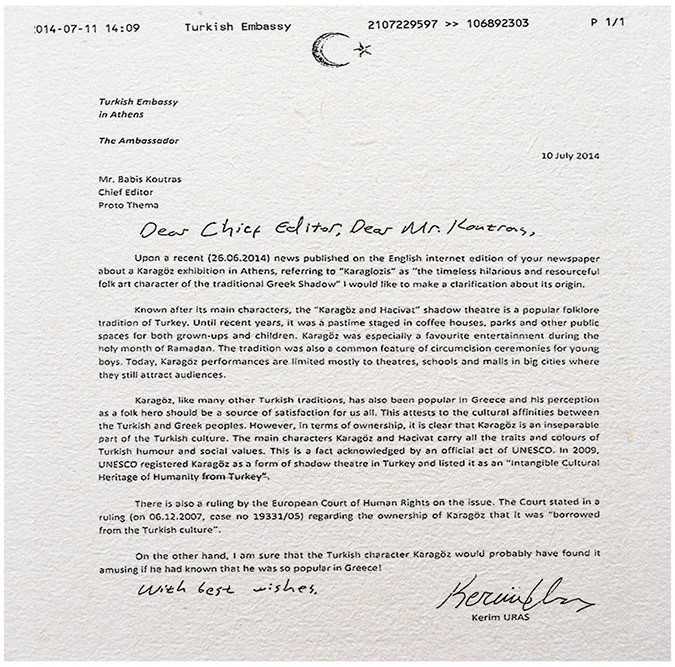 :014-07-11 14:09 Turkish Embassy 2107229597 >> 106892303 P 1/1
Turkish Embassy
in Athens
The Ambassador
10 July 2014
Mr. Babis Koutras
Chief Editor
Proto Thema
Dear Chief Editor, Dear Mr. Koutras,
Upon a recent (26.06.2014) news published on the English internet edition of your newspaper
about a Karagöz exhibition in Athens, referring to "Karaglozis" as "the timeless hilarious and resourceful
folk art character of the traditional Greek Shadow" I would like to make a clarification about its origin.
Known after its main characters, the "Karagöz and Hacivat" shadow theatre is a popular folklore
tradition of Turkey. Until recent years, it was a pastime staged in coffee houses, parks and other public
spaces for both grown-ups and children. Karagöz was especially a favourite entertainment during the
holy month of Ramadan. The tradition was also a common feature of circumcision ceremonies for young
boys. Today, Karagöz performances are limited mostly to theatres, schools and malls in big cities where
they still attract audiences.
Karagöz, like many other Turkish traditions, has also been popular in Greece and his perception
as a folk hero should be a source of satisfaction for us all. This attests to the cultural affinities between
the Turkish and Greek peoples. However, in terms of ownership, it is clear that Karagöz is an inseparable
part of the Turkish culture. The main characters Karagöz and Hacivat carry all the traits and colours of
Turkish humour and social values. This is a fact acknowledged by an official act of UNESCO. In 2009,
UNESCO registered Karagöz as a form of shadow theatre in Turkey and listed it as an "Intangible Cultural
Heritage of Humanity from Turkey".
There is also a ruling by the European Court of Human Rights on the issue. The Court stated in a
ruling (on 06.12.2007, case no 19331/05) regarding the ownership of Karagöz that it was "borrowed
from the Turkish culture".
On the other hand, I am sure that the Turkish character Karagöz would probably have found it
amusing if he had known that he was so popular in Greece!
With best wishes.
Kerim URAS